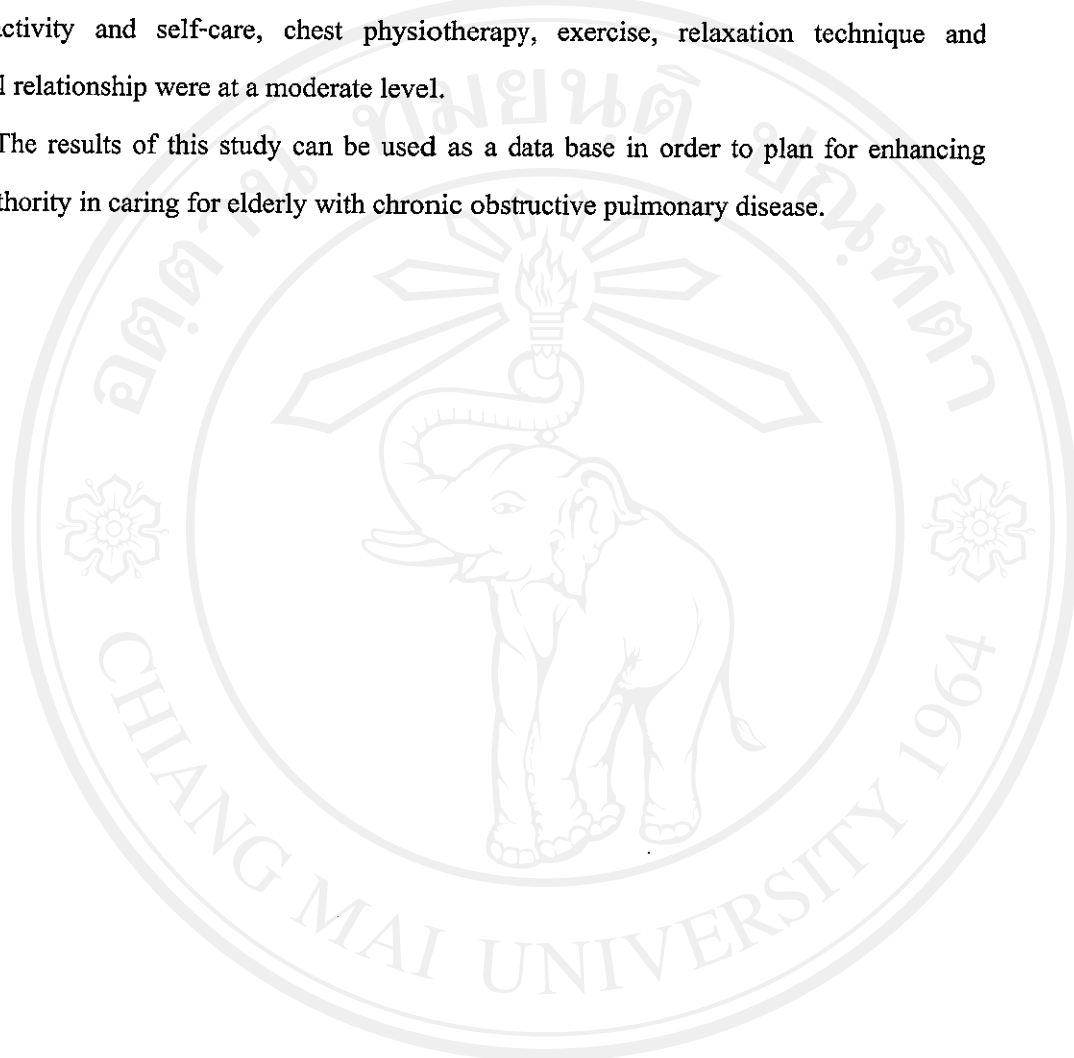 ctivity and self-care, chest physiotherapy, exercise, relaxation technique and
l relationship were at a moderate level.
The results of this study can be used as a data base in order to plan for enhancing
thority in caring for elderly with chronic obstructive pulmonary disease.
CHIANG MAI UNIVERSITY 1964